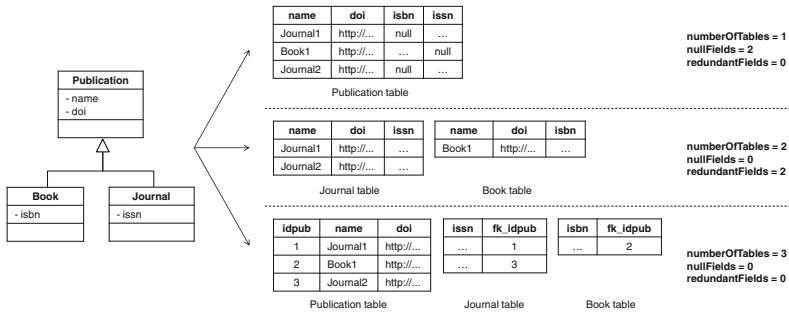 Publication
- name
- doi
Book
- isbn
Journal
- issn
name doi isbn issn
Journal1 http://... null ...
Book1 http://... ... null
Journal2 http://... null ...
Publication table
numberOfTables = 1
nullFields = 2
redundantFields = 0
name doi issn
Journal1 http://... ...
Journal2 http://... ...
Journal table
name doi isbn
Book1 http://... ...
Book table
numberOfTables = 2
nullFields = 0
redundantFields = 2
idpub name doi
1 Journal1 http://...
2 Book1 http://...
3 Journal2 http://...
Publication table
issn fk_idpub
... 1
... 3
Journal table
isbn fk_idpub
... 2
Book table
numberOfTables = 3
nullFields = 0
redundantFields = 0